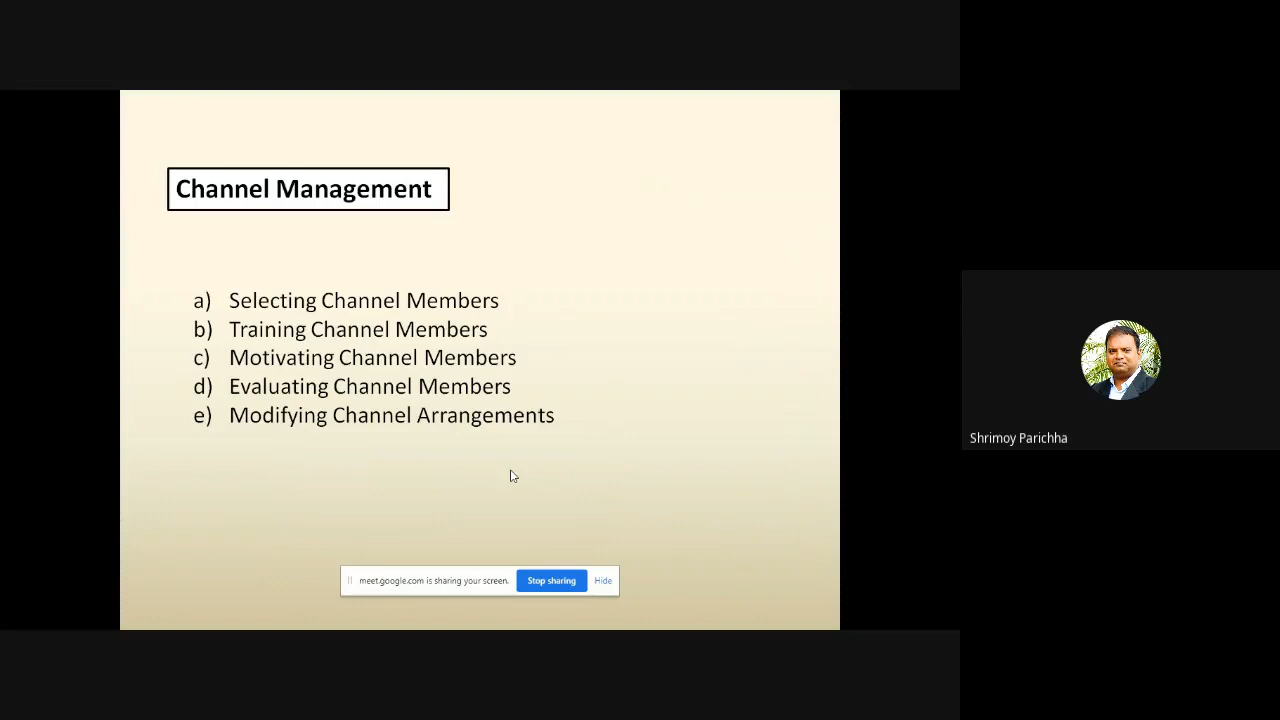 Channel Management
a) Selecting Channel Members
b) Training Channel Members
c) Motivating Channel Members
d) Evaluating Channel Members
e) Modifying Channel Arrangements
meet.google.com is sharing your screen. Stop sharing Hide
Shrimoy Parichha